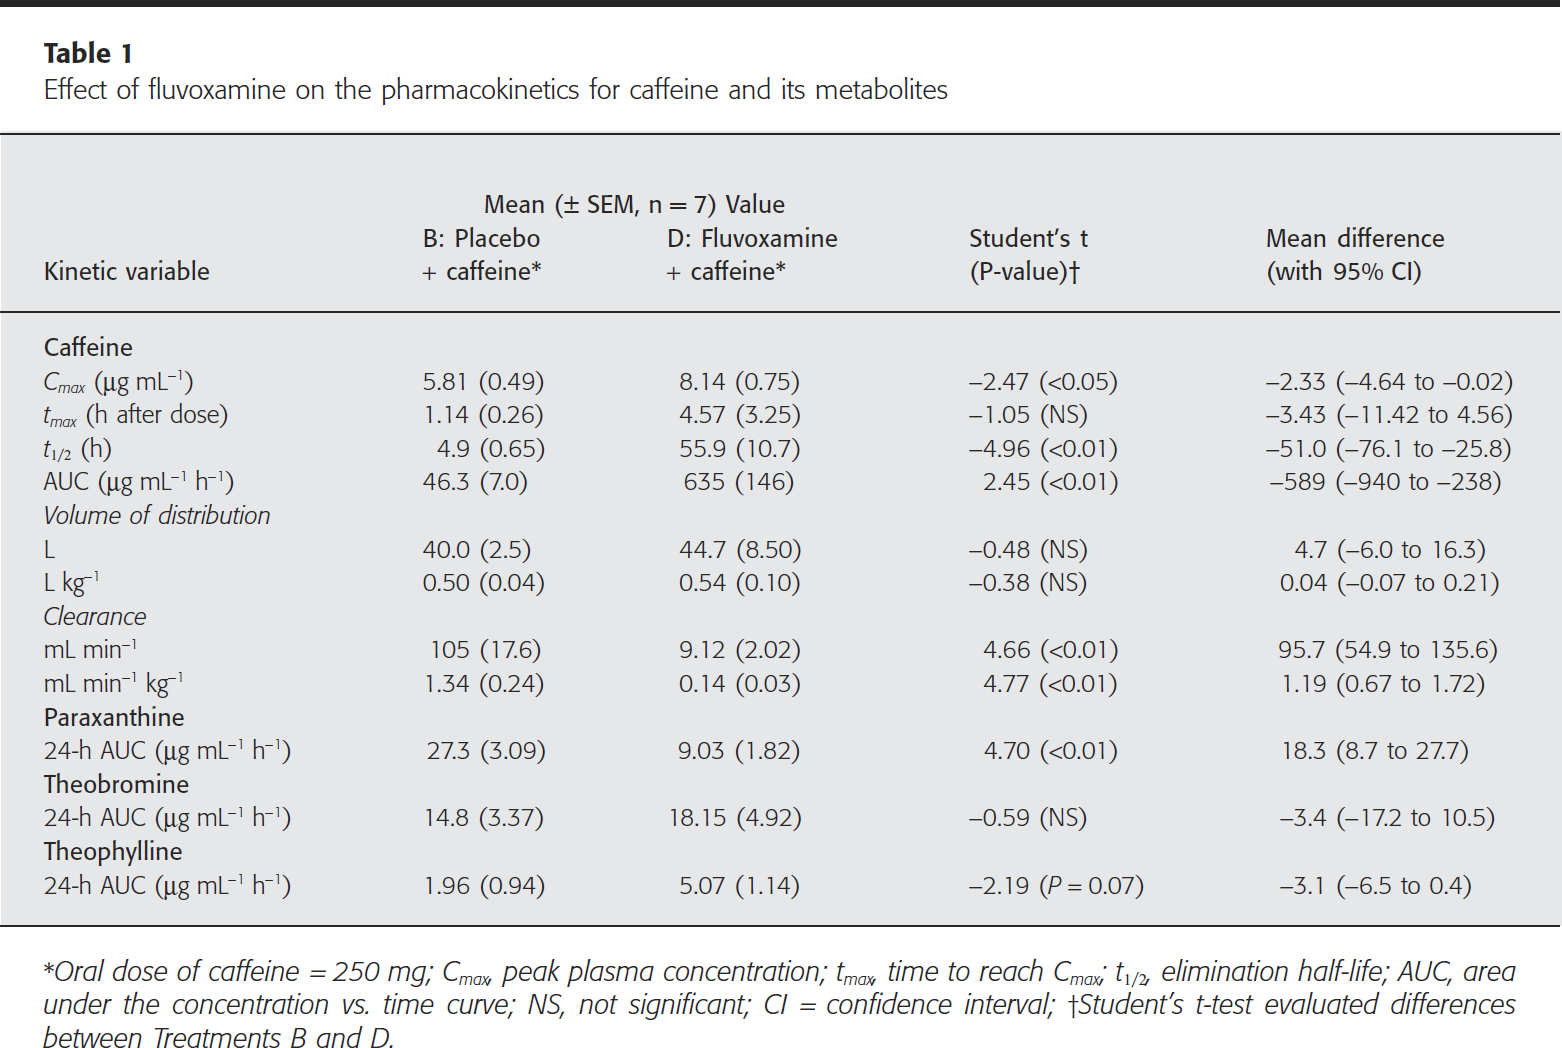 Table 1
Effect of fluvoxamine on the pharmacokinetics for caffeine and its metabolites
Mean (± SEM, n = 7) Value
B: Placebo D: Fluvoxamine Student's t Mean difference
Kinetic variable + caffeine* + caffeine* (P-value)† (with 95% CI)
Caffeine
Cmax (μg mL–1) 5.81 (0.49) 8.14 (0.75) –2.47 (<0.05) –2.33 (–4.64 to –0.02)
tmax (h after dose) 1.14 (0.26) 4.57 (3.25) –1.05 (NS) –3.43 (–11.42 to 4.56)
t1/2 (h) 4.9 (0.65) 55.9 (10.7) –4.96 (<0.01) –51.0 (–76.1 to –25.8)
AUC (μg mL–1 h–1) 46.3 (7.0) 635 (146) 2.45 (<0.01) –589 (–940 to –238)
Volume of distribution
L 40.0 (2.5) 44.7 (8.50) –0.48 (NS) 4.7 (–6.0 to 16.3)
L kg–1 0.50 (0.04) 0.54 (0.10) –0.38 (NS) 0.04 (–0.07 to 0.21)
Clearance
mL min–1 105 (17.6) 9.12 (2.02) 4.66 (<0.01) 95.7 (54.9 to 135.6)
mL min–1 kg–1 1.34 (0.24) 0.14 (0.03) 4.77 (<0.01) 1.19 (0.67 to 1.72)
Paraxanthine
24-h AUC (μg mL–1 h–1) 27.3 (3.09) 9.03 (1.82) 4.70 (<0.01) 18.3 (8.7 to 27.7)
Theobromine
24-h AUC (μg mL–1 h–1) 14.8 (3.37) 18.15 (4.92) –0.59 (NS) –3.4 (–17.2 to 10.5)
Theophylline
24-h AUC (μg mL–1 h–1) 1.96 (0.94) 5.07 (1.14) –2.19 (P = 0.07) –3.1 (–6.5 to 0.4)
*Oral dose of caffeine = 250 mg; Cmax, peak plasma concentration; tmax, time to reach Cmax; t1/2, elimination half-life; AUC, area
under the concentration vs. time curve; NS, not significant; CI = confidence interval; †Student's t-test evaluated differences
between Treatments B and D.